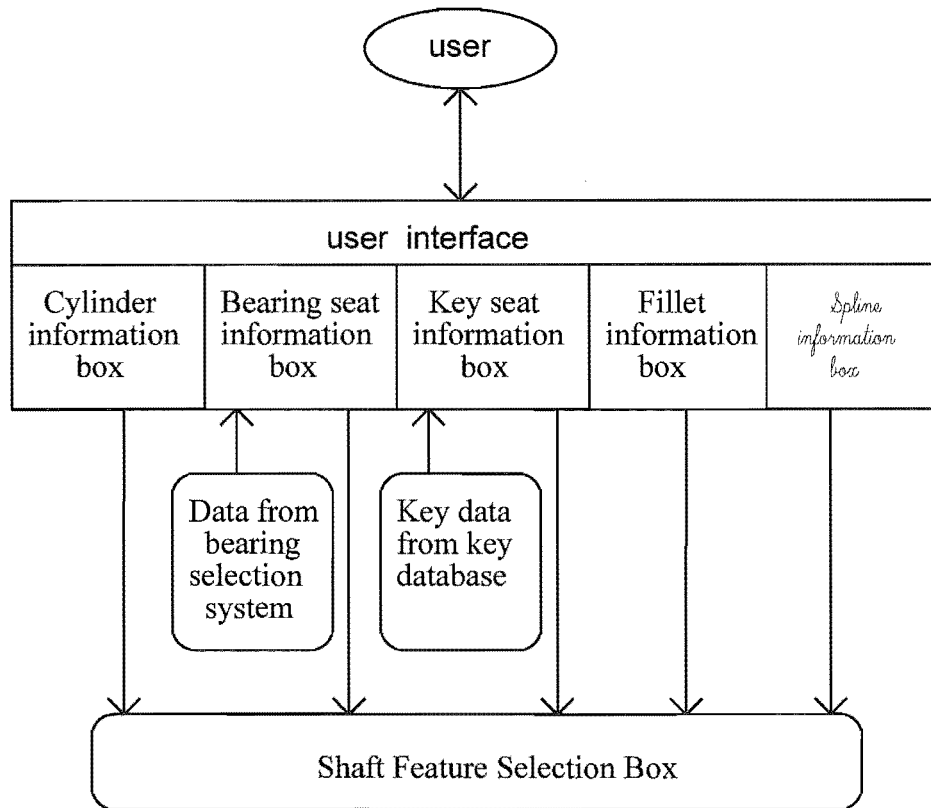 user
user interface
Cylinder
information
box
Bearing seat
information
box
Key seat
information
box
Fillet
information
box
Spline
information
box
Data from
bearing
selection
system
Key data
from key
database
Shaft Feature Selection Box